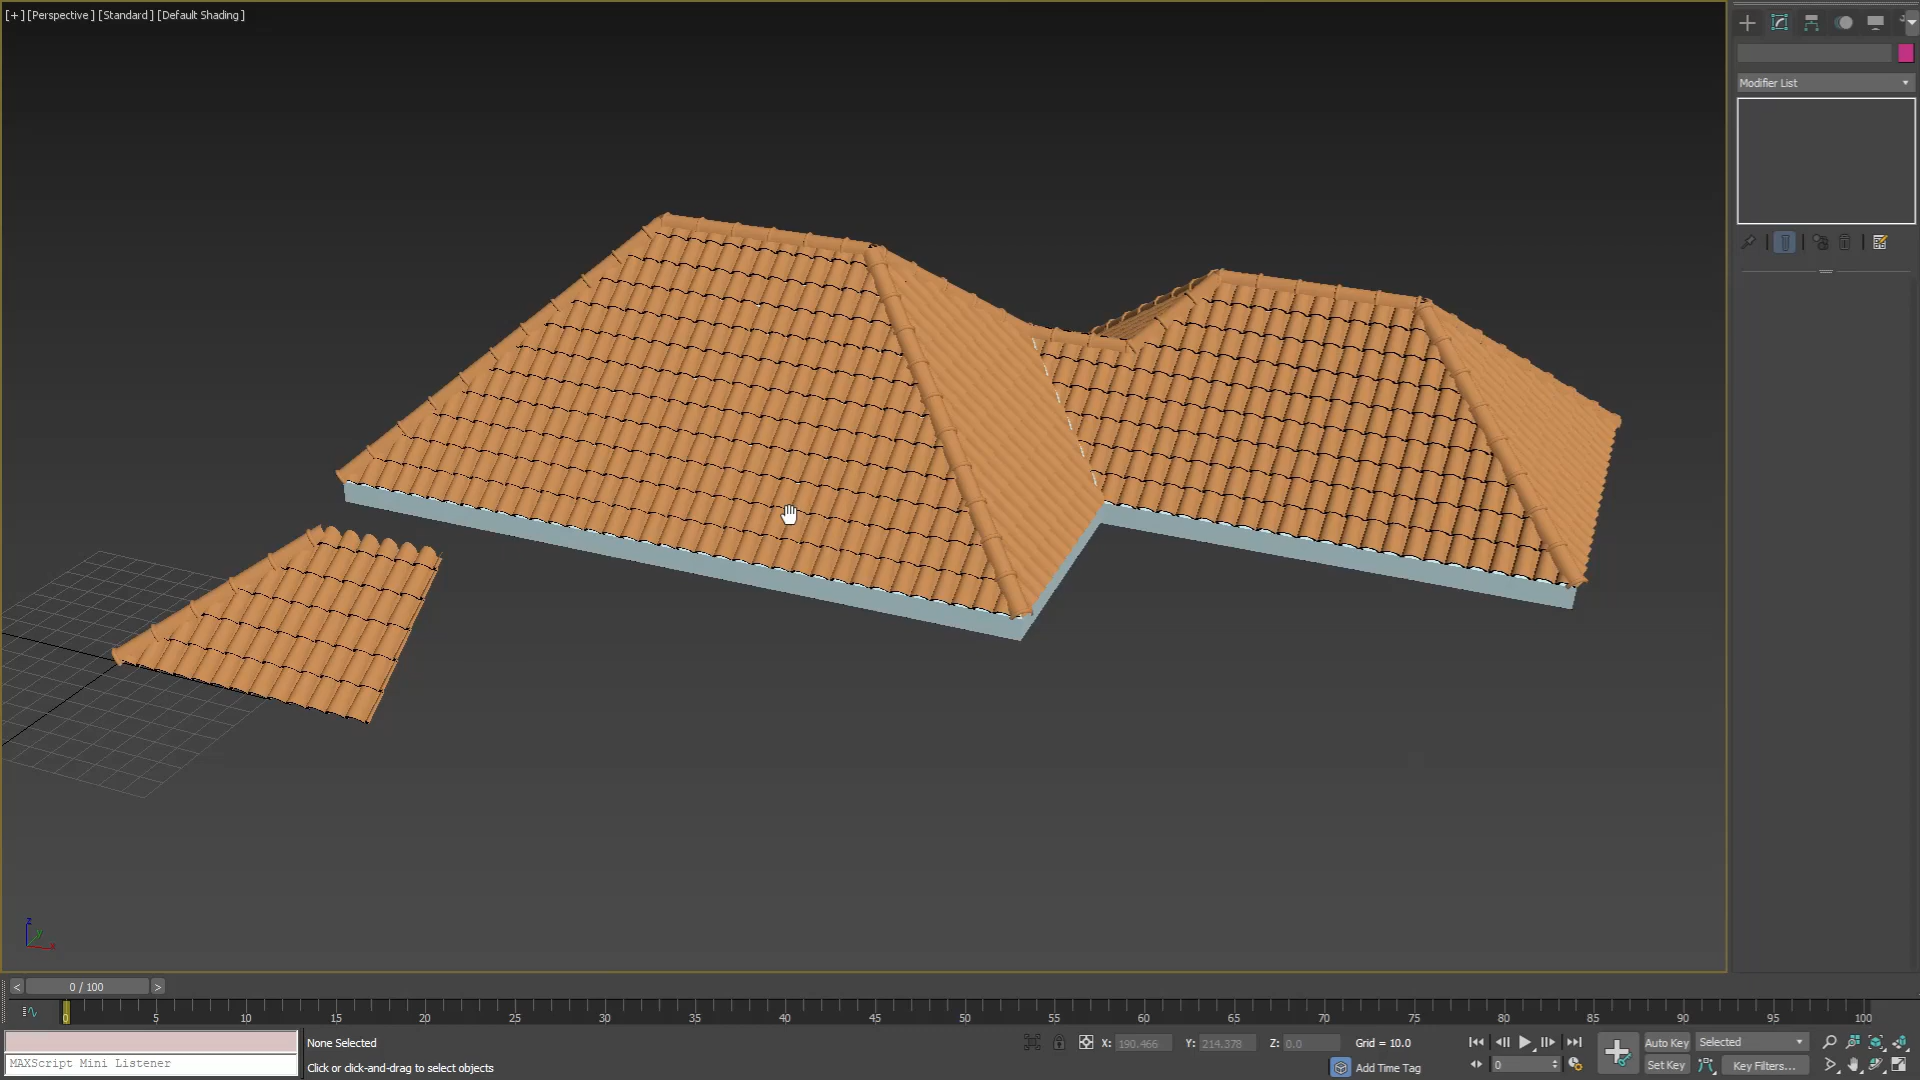 [+] [Perspective ] [Standard ] [Default Shading ]
Modifier List
0 / 100
0 5 10 15 20 25 30 35 40 45 50 55 60 65 70 75 80 85 90 95 100
None Selected
X: 190.466 Y: 214.378 Z: 0.0 Grid = 10.0
Auto Key Selected
MAXScript Mini Listener
Click or click-and-drag to select objects
Add Time Tag
0
Set Key Key Filters...
z
y
x